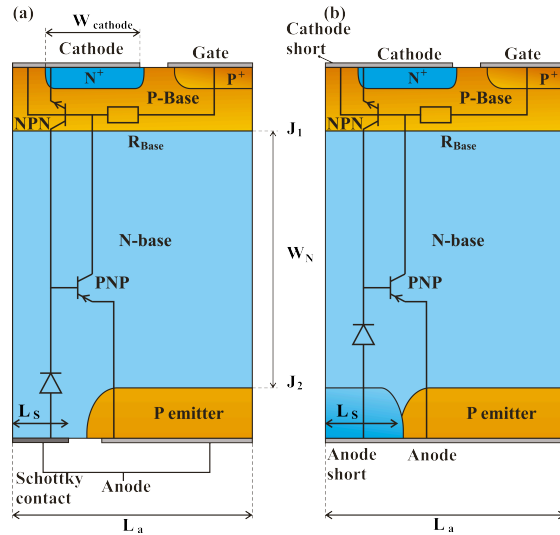 (a)
W cathode
Cathode
Gate
N+
P+
P-Base
NPN
RBase
N-base
PNP
LS
P emitter
Schottky
contact
Anode
La
J1
WN
J2
(b)
Cathode
short
Cathode
Gate
N+
P+
P-Base
NPN
RBase
N-base
PNP
LS
P emitter
Anode
short
Anode
La